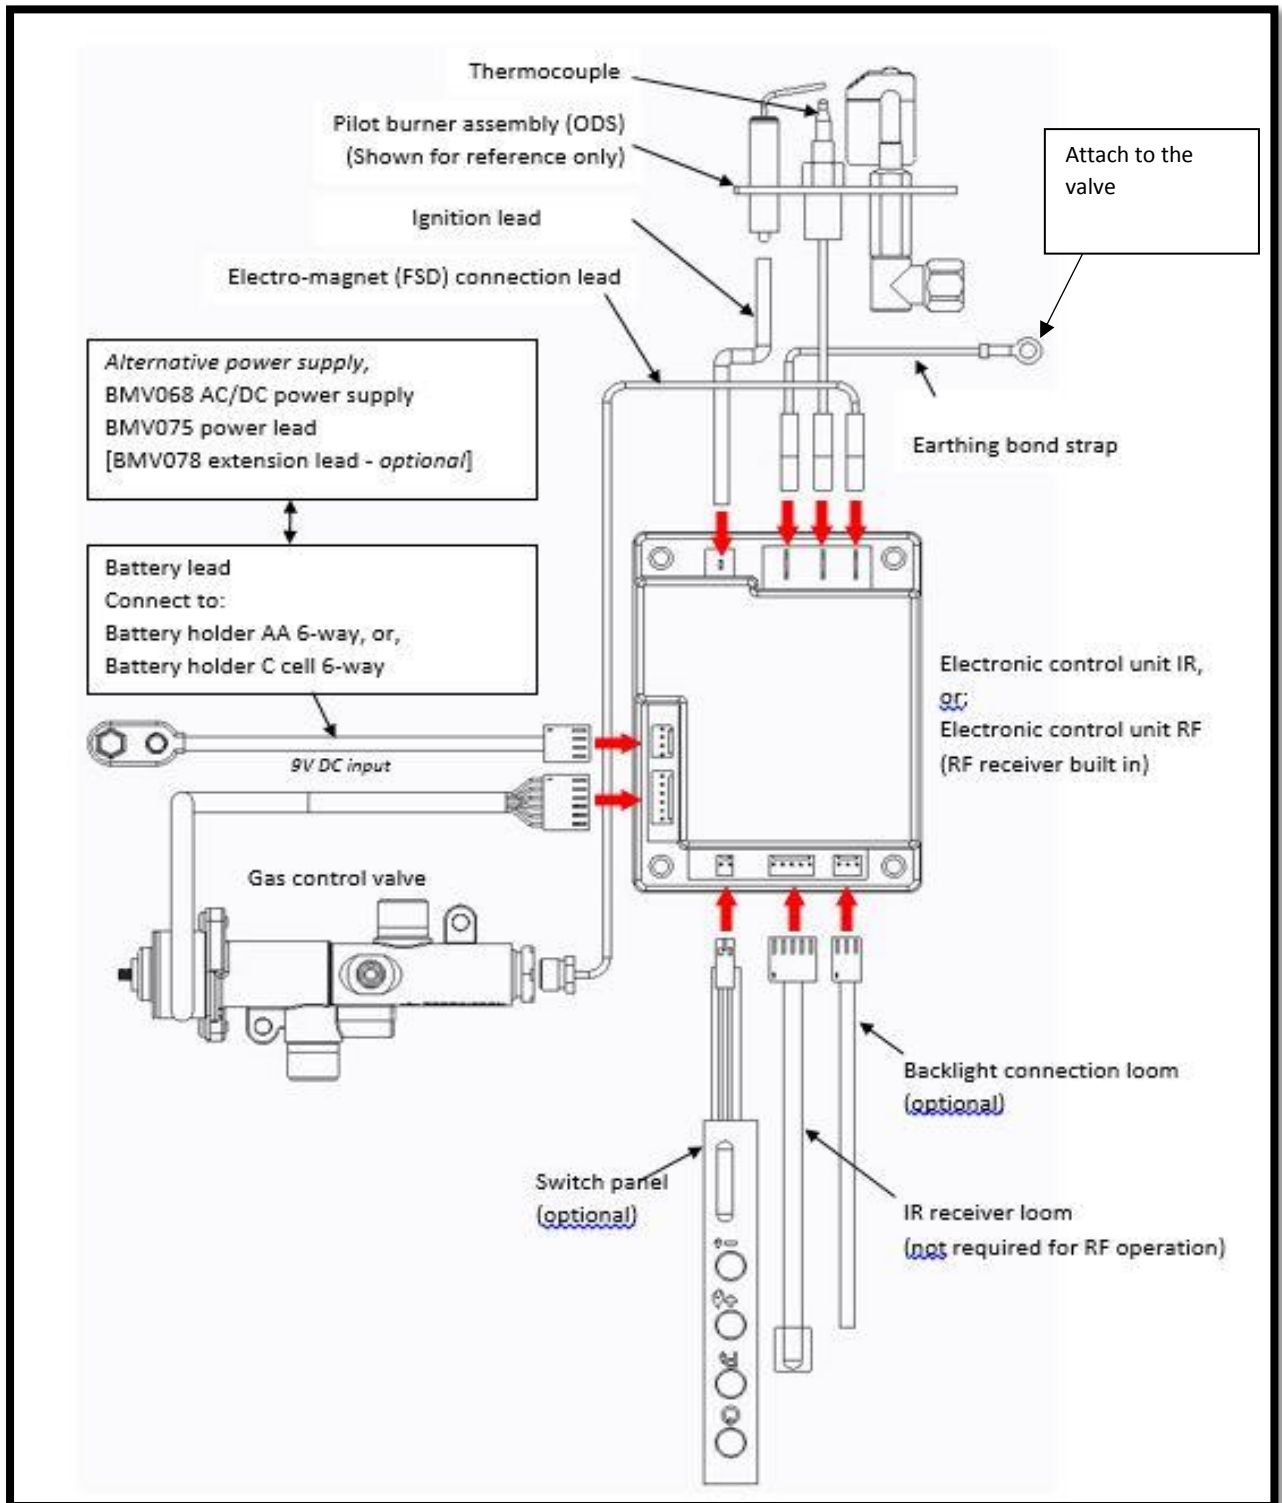 Thermocouple
Pilot burner assembly (ODS)
(Shown for reference only)
Attach to the
valve
Ignition lead
Electro-magnet (FSD) connection lead
Alternative power supply,
BMV068 AC/DC power supply
BMV075 power lead
[BMV078 extension lead - optional]
Earthing bond strap
Battery lead
Connect to:
Battery holder AA 6-way, or,
Battery holder C cell 6-way
Electronic control unit IR,
or;
Electronic control unit RF
(RF receiver built in)
9V DC input
Gas control valve
Backlight connection loom
(optional)
Switch panel
(optional)
IR receiver loom
(not required for RF operation)